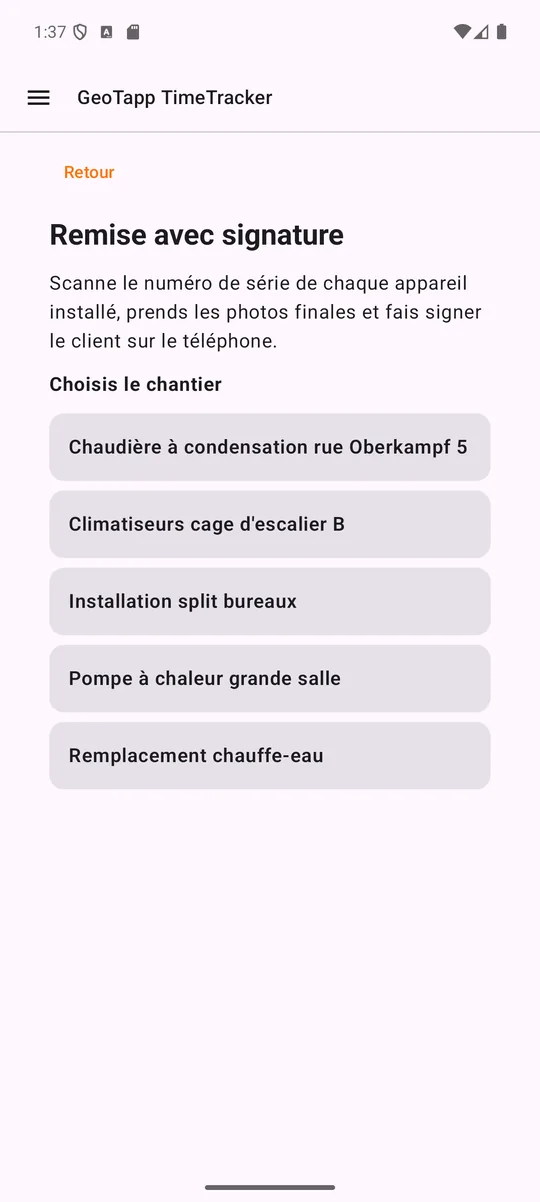 1:37
GeoTapp TimeTracker
Retour
Remise avec signature
Scanne le numéro de série de chaque appareil
installé, prends les photos finales et fais signer
le client sur le téléphone.
Choisis le chantier
Chaudière à condensation rue Oberkampf 5
Climatiseurs cage d'escalier B
Installation split bureaux
Pompe à chaleur grande salle
Remplacement chauffe-eau